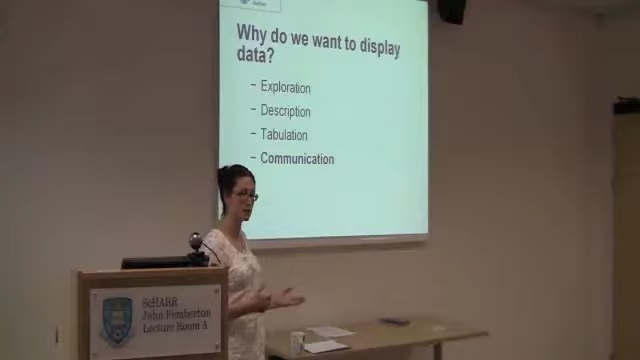 Why do we want to display
data?
– Exploration
– Description
– Tabulation
– Communication
ScHARR
John Pemberton
Lecture Room A